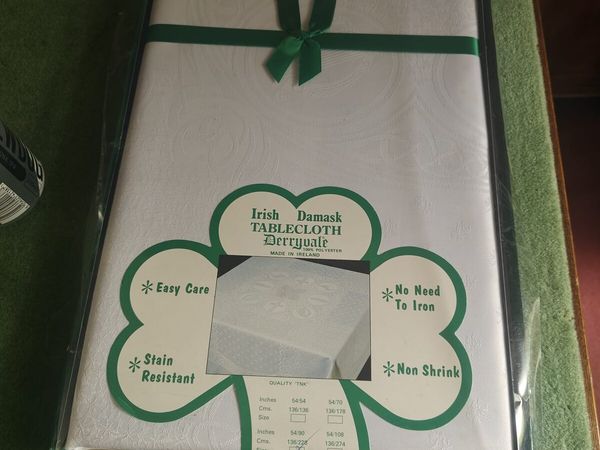 Irish Damask
TABLECLOTH
Derryvale
100% POLYESTER
MADE IN IRELAND
* Easy Care
* Stain
Resistant
* No Need
To Iron
* Non Shrink
QUALITY "TNK"
Inches 54/54 54/70
Cms. 136/136 136/178
Size
Inches 54/90 54/108
Cms. 136/228 136/274